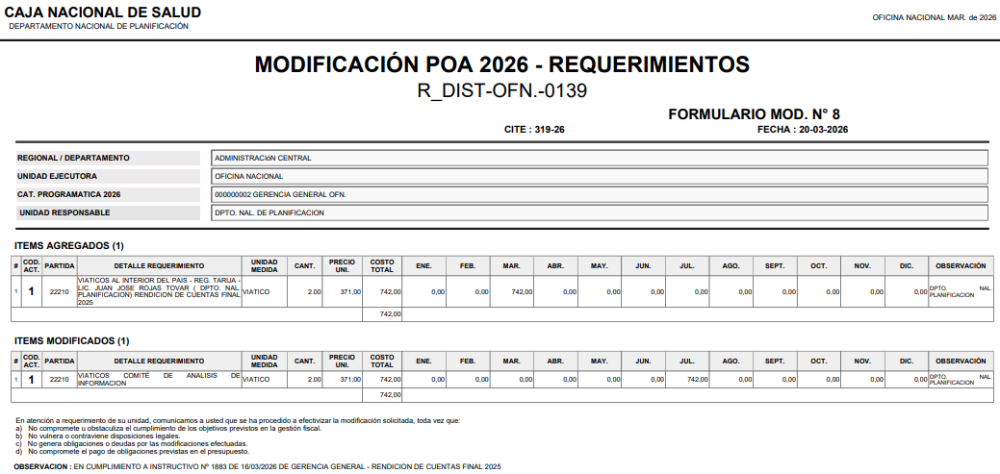 CAJA NACIONAL DE SALUD
DEPARTAMENTO NACIONAL DE PLANIFICACIÓN
OFICINA NACIONAL MAR. de 2026
MODIFICACIÓN POA 2026 - REQUERIMIENTOS
R_DIST-OFN.-0139
FORMULARIO MOD. N° 8
CITE : 319-26 FECHA : 20-03-2026
REGIONAL / DEPARTAMENTO ADMINISTRACIóN CENTRAL
UNIDAD EJECUTORA OFICINA NACIONAL
CAT. PROGRAMATICA 2026 000000002 GERENCIA GENERAL OFN.
UNIDAD RESPONSABLE DPTO. NAL. DE PLANIFICACION
ITEMS AGREGADOS (1)
# COD. ACT. PARTIDA DETALLE REQUERIMIENTO UNIDAD MEDIDA CANT. PRECIO UNI. COSTO TOTAL ENE. FEB. MAR. ABR. MAY. JUN. JUL. AGO. SEPT. OCT. NOV. DIC. OBSERVACIÓN
1 1 22210 VIATICOS AL INTERIOR DEL PAIS - REG. TARIJA - LIC. JUAN JOSE ROJAS TOVAR ( DPTO. NAL. PLANIFICACION) RENDICION DE CUENTAS FINAL 2025 VIATICO 2.00 371,00 742,00 0,00 0,00 742,00 0,00 0,00 0,00 0,00 0,00 0,00 0,00 0,00 0,00 DPTO. NAL. PLANIFICACION
742,00
ITEMS MODIFICADOS (1)
# COD. ACT. PARTIDA DETALLE REQUERIMIENTO UNIDAD MEDIDA CANT. PRECIO UNI. COSTO TOTAL ENE. FEB. MAR. ABR. MAY. JUN. JUL. AGO. SEPT. OCT. NOV. DIC. OBSERVACIÓN
1 1 22210 VIATICOS COMITÉ DE ANALISIS DE INFORMACION VIATICO 2.00 371,00 742,00 0,00 0,00 0,00 0,00 0,00 0,00 742,00 0,00 0,00 0,00 0,00 0,00 DPTO. NAL. PLANIFICACION
742,00
En atención a requerimiento de su unidad, comunicamos a usted que se ha procedido a efectivizar la modificación solicitada, toda vez que:
a) No compromete u obstaculiza el cumplimiento de los objetivos previstos en la gestión fiscal.
b) No vulnera o contraviene disposiciones legales.
c) No genera obligaciones o deudas por las modificaciones efectuadas.
d) No compromete el pago de obligaciones previstas en el presupuesto.
OBSERVACION : EN CUMPLIMIENTO A INSTRUCTIVO Nº 1883 DE 16/03/2026 DE GERENCIA GENERAL - RENDICION DE CUENTAS FINAL 2025